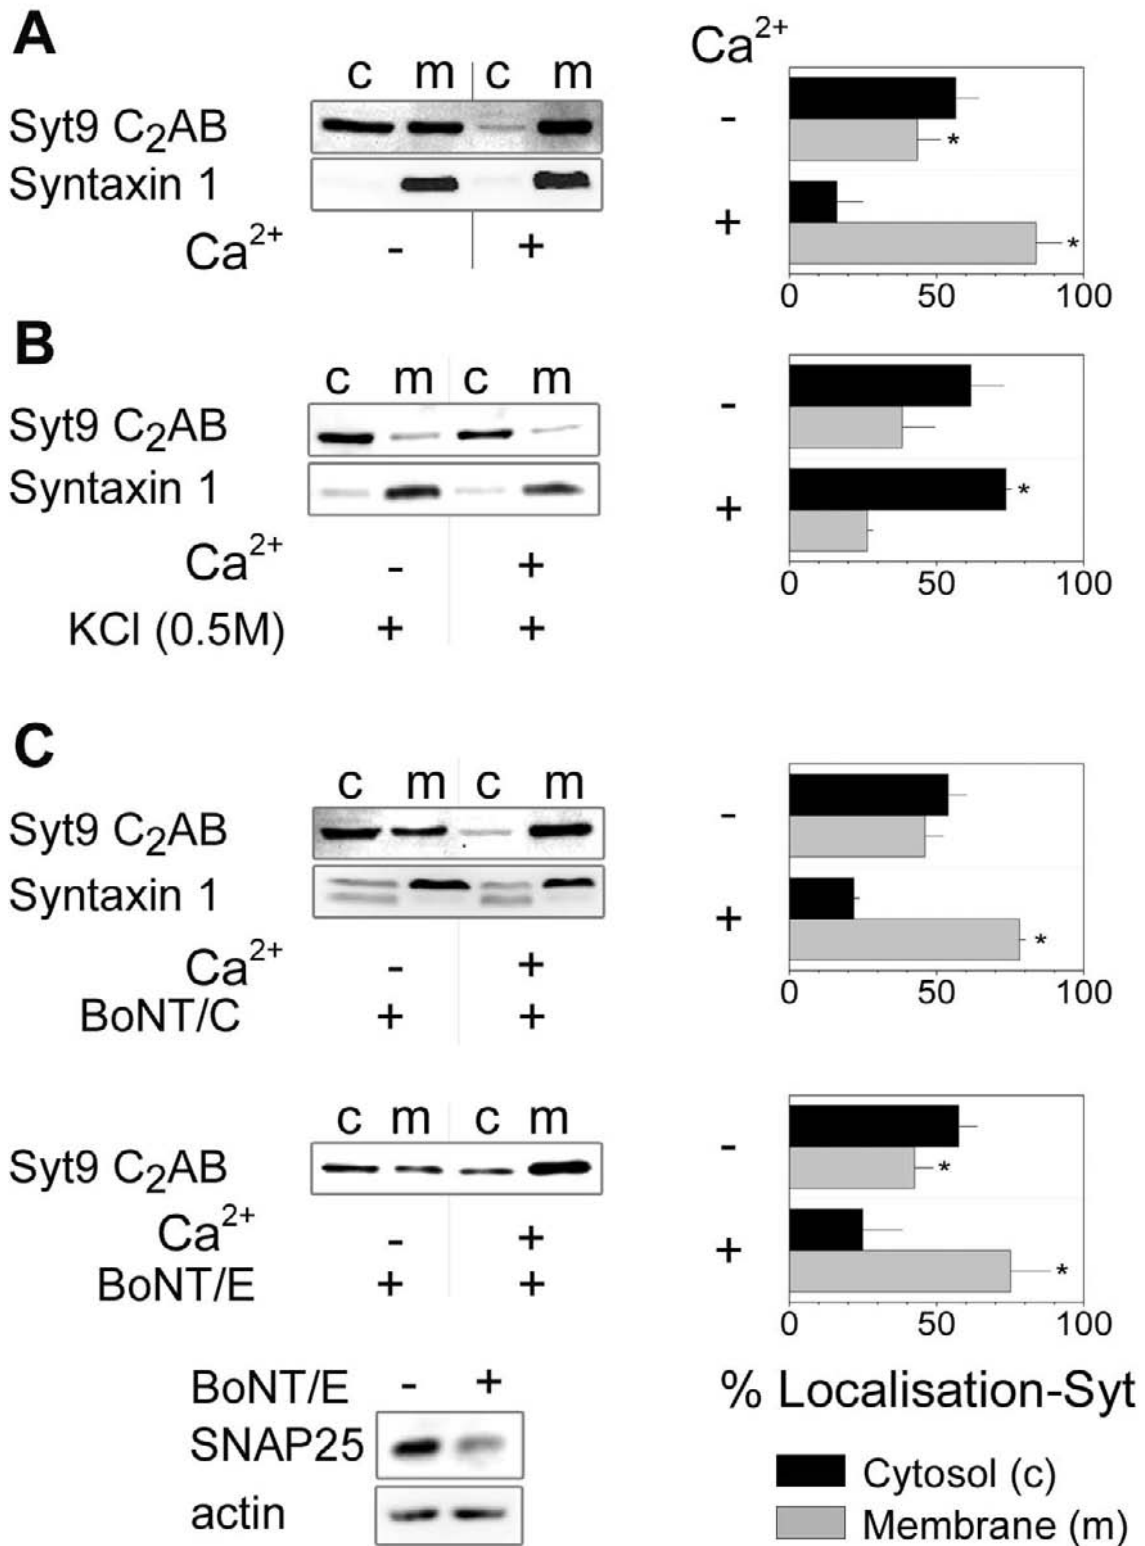 A
c m c m
Syt9 C₂AB
Syntaxin 1
Ca²⁺ - +
Ca²⁺
-
*
+
*
0 50 100
B
c m c m
Syt9 C₂AB
Syntaxin 1
Ca²⁺ - +
KCl (0.5M) + +
-
+
*
0 50 100
C
c m c m
Syt9 C₂AB
Syntaxin 1
Ca²⁺ - +
BoNT/C + +
-
+
*
0 50 100
c m c m
Syt9 C₂AB
Ca²⁺ - +
BoNT/E + +
-
*
+
*
0 50 100
BoNT/E - +
SNAP25
actin
% Localisation-Syt
Cytosol (c)
Membrane (m)